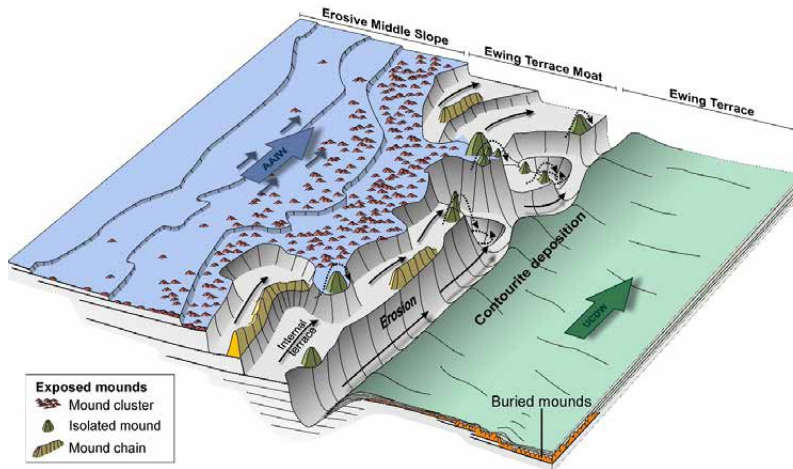 Erosive Middle Slope
Ewing Terrace Moat
Ewing Terrace
AAIW
Internal
terrace
Erosion
Contourite deposition
UCDW
Exposed mounds
Mound cluster
Isolated mound
Mound chain
Buried mounds